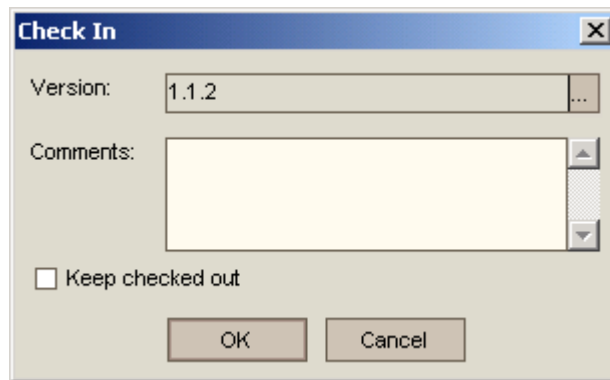 Check In
Version: 1.1.2 ...
Comments:
Keep checked out
OK Cancel